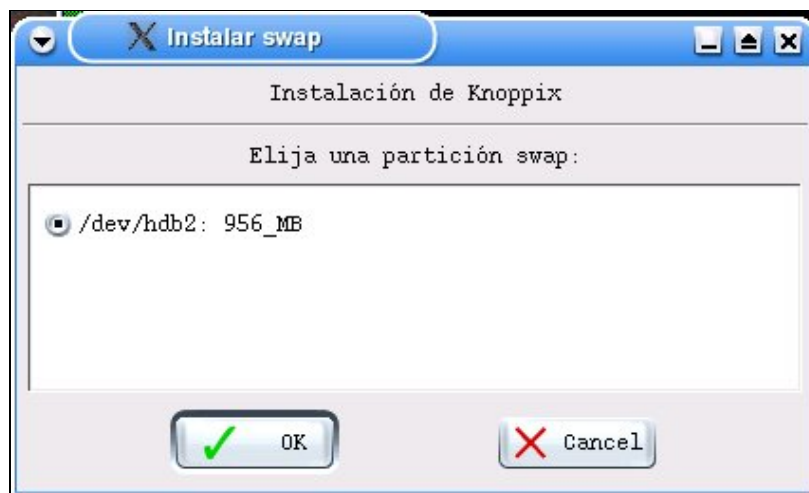 Instalar swap
Instalación de Knoppix
Elija una partición swap:
/dev/hdb2: 956_MB
OK
Cancel